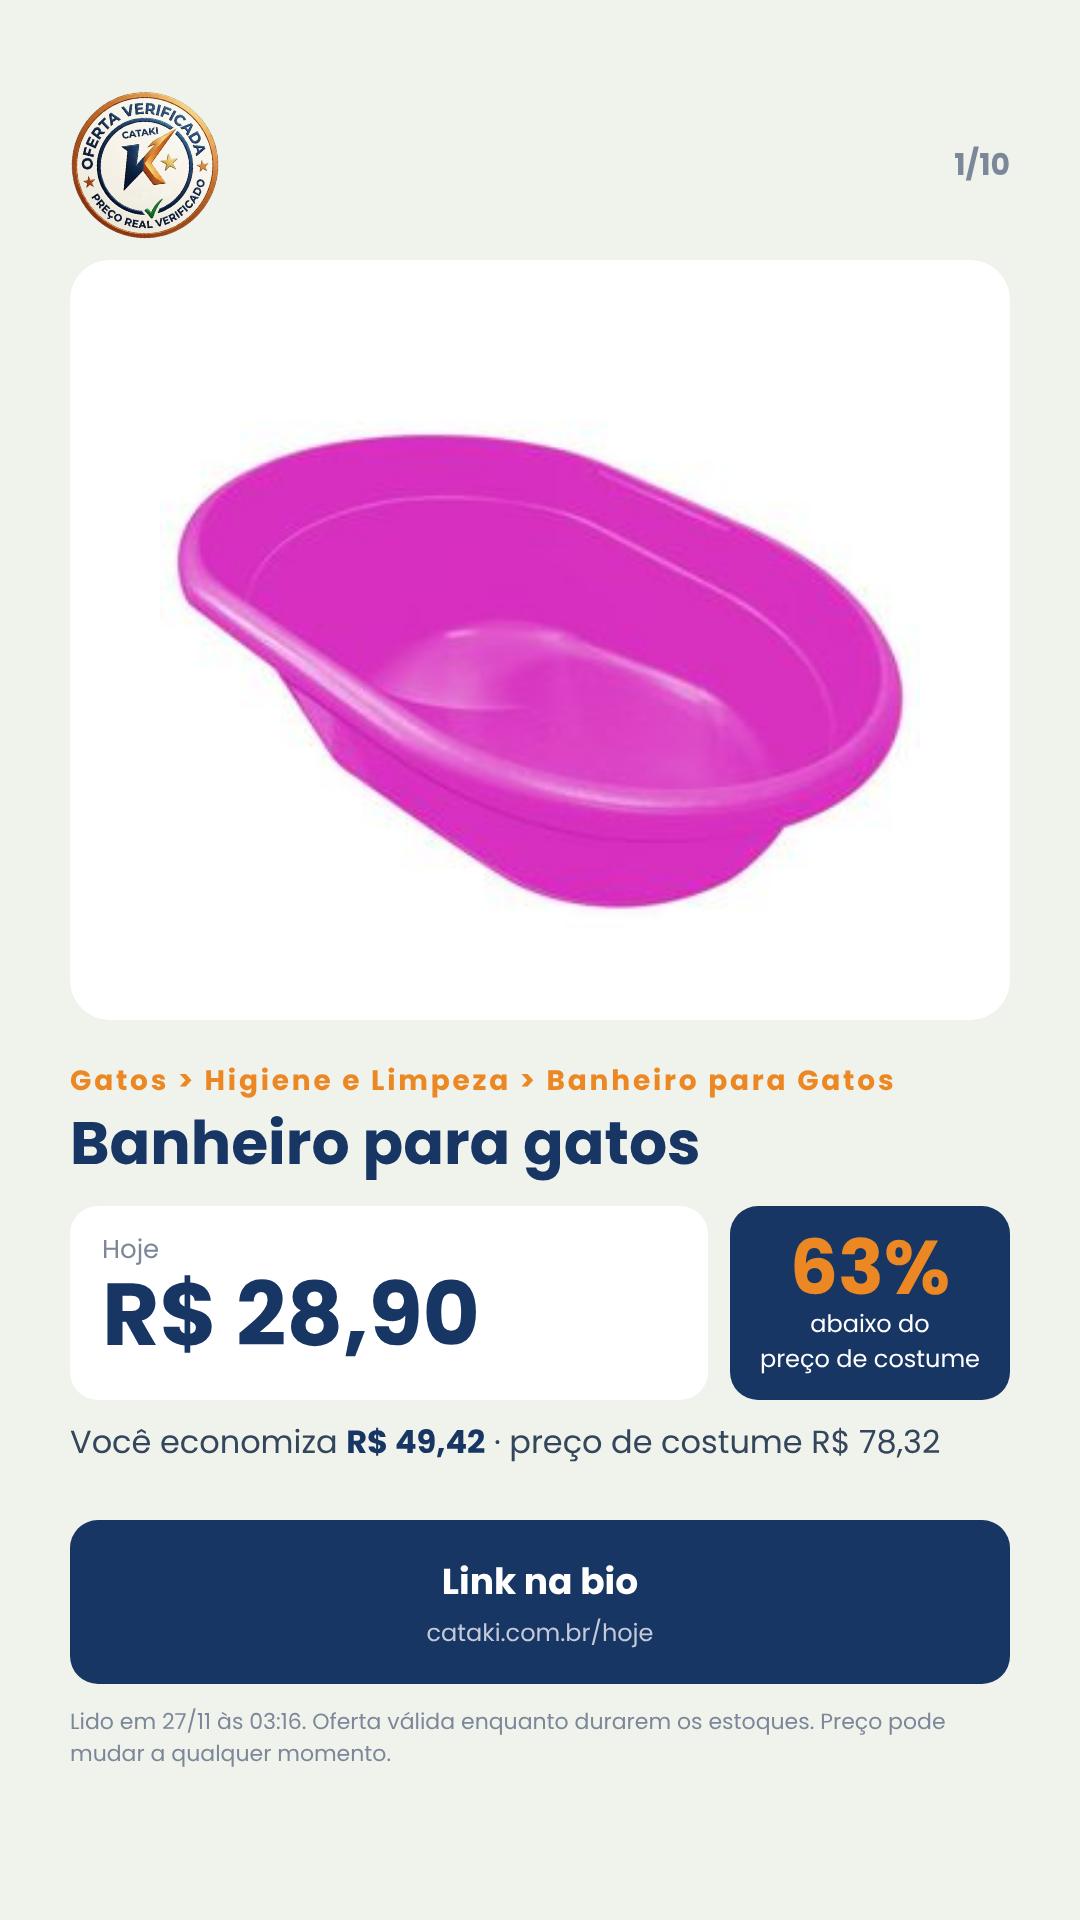 OFERTA VERIFICADA
CATAKI
K
PREÇO REAL VERIFICADO
1/10
Gatos > Higiene e Limpeza > Banheiro para Gatos
Banheiro para gatos
Hoje
R$ 28,90
63%
abaixo do
preço de costume
Você economiza R$ 49,42 · preço de costume R$ 78,32
Link na bio
cataki.com.br/hoje
Lido em 27/11 às 03:16. Oferta válida enquanto durarem os estoques. Preço pode
mudar a qualquer momento.